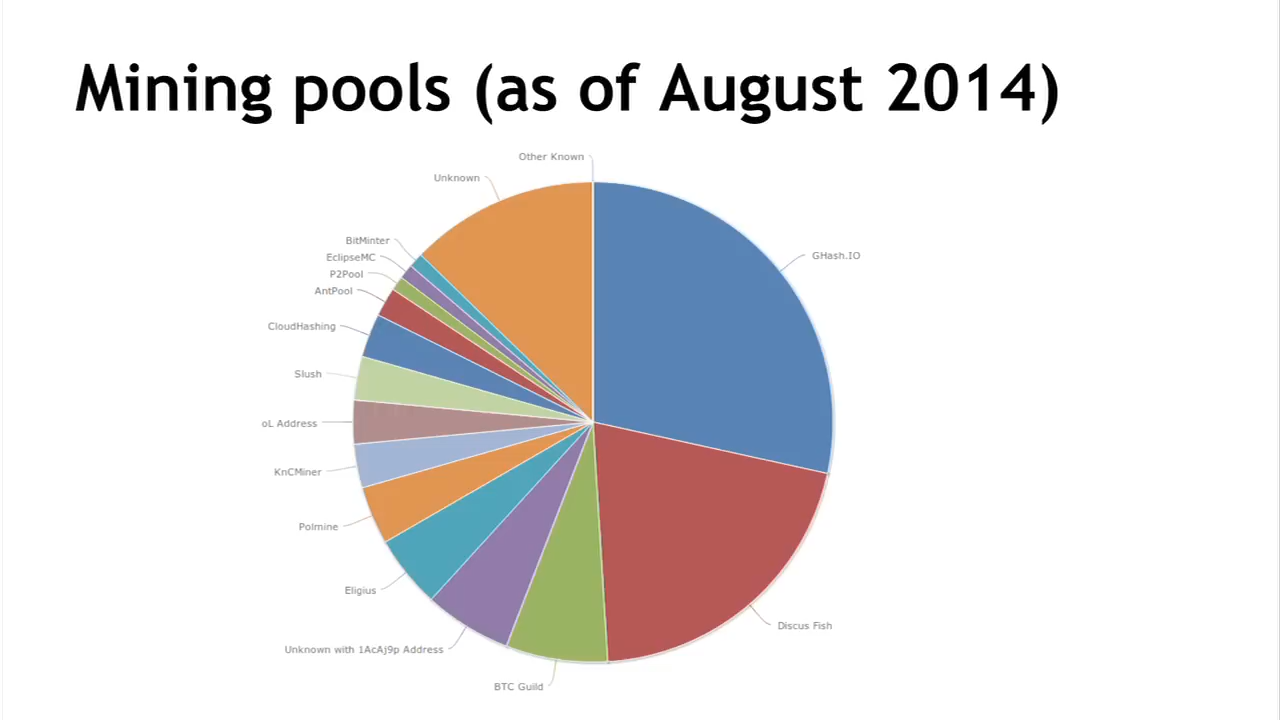 Mining pools (as of August 2014)
Other Known
Unknown
BitMinter
EclipseMC
P2Pool
AntPool
CloudHashing
Slush
oL Address
KnCMiner
Polmine
Eligius
Unknown with 1AcAj9p Address
BTC Guild
Discus Fish
GHash.IO